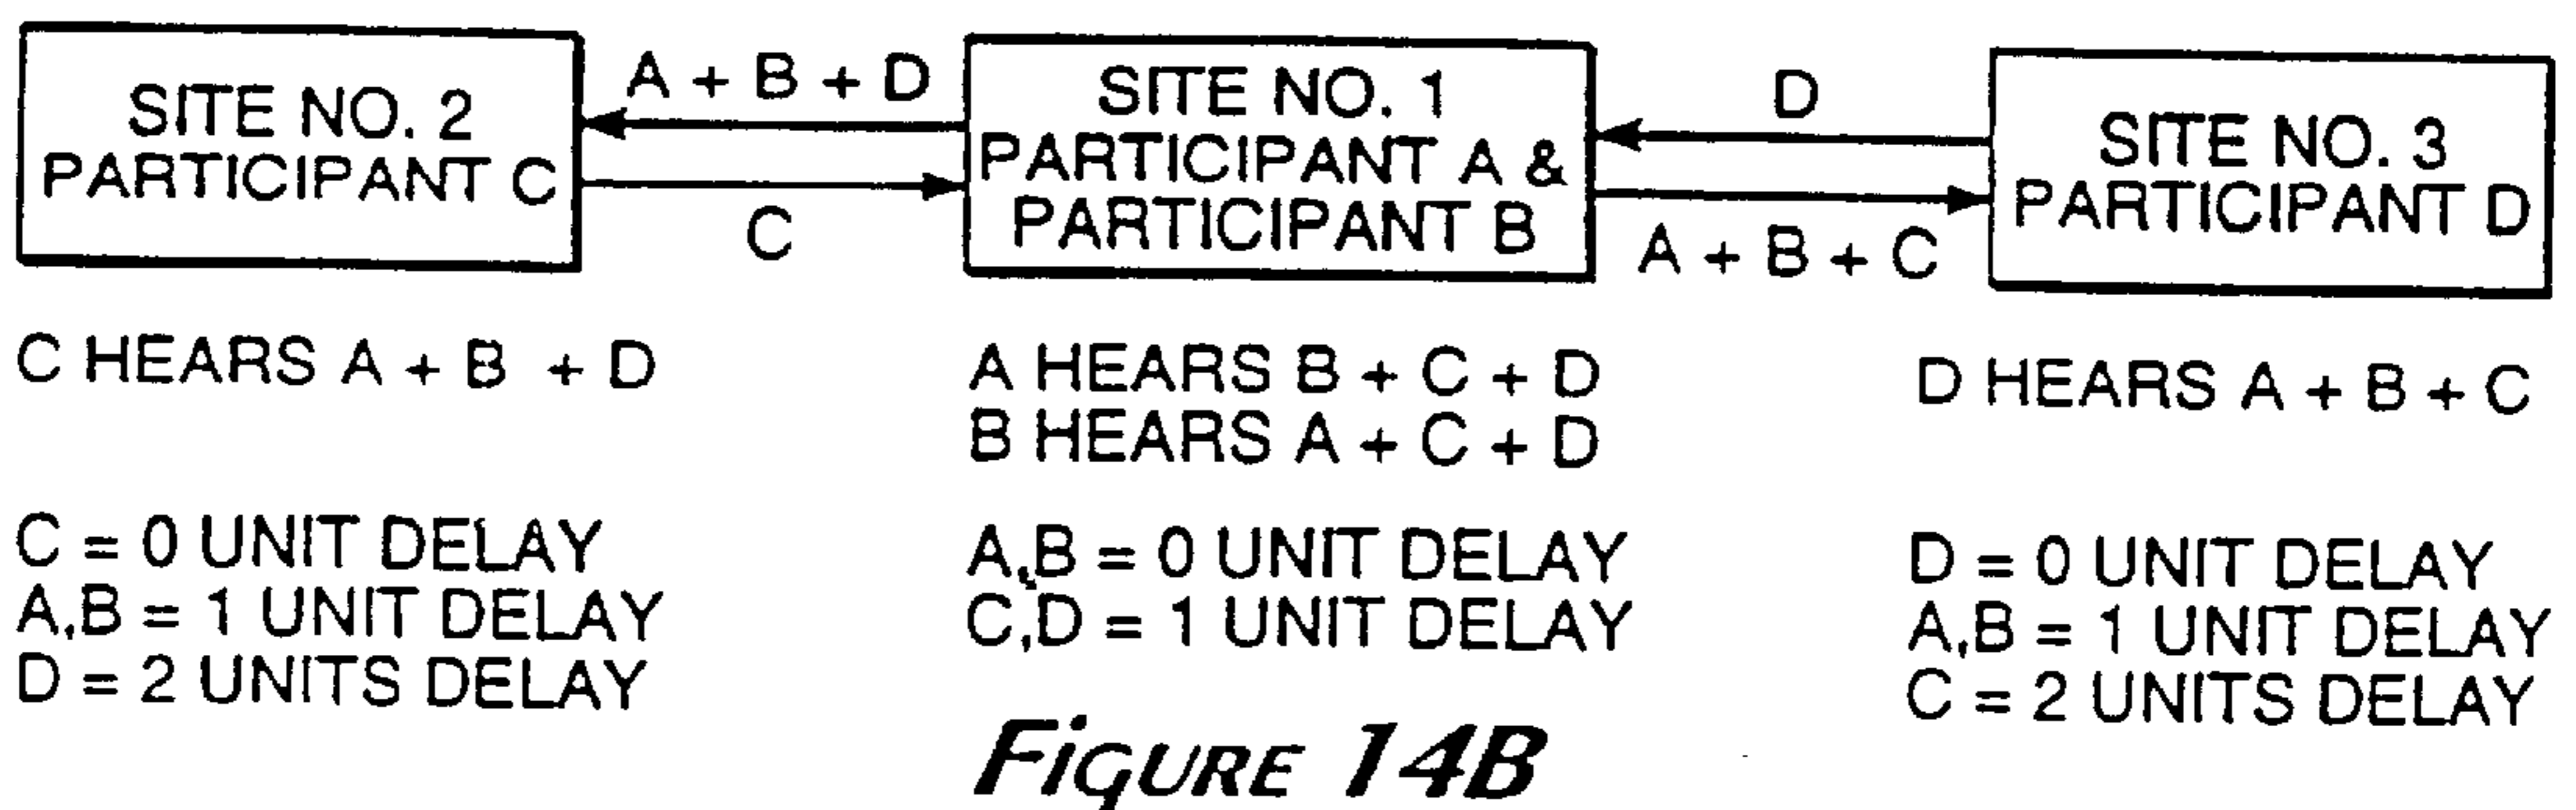 SITE NO. 2
PARTICIPANT C
A + B + D
C
SITE NO. 1
PARTICIPANT A &
PARTICIPANT B
D
A + B + C
SITE NO. 3
PARTICIPANT D
C HEARS A + B + D
A HEARS B + C + D
B HEARS A + C + D
D HEARS A + B + C
C = 0 UNIT DELAY
A,B = 1 UNIT DELAY
D = 2 UNITS DELAY
A,B = 0 UNIT DELAY
C,D = 1 UNIT DELAY
D = 0 UNIT DELAY
A,B = 1 UNIT DELAY
C = 2 UNITS DELAY
FIGURE 14B